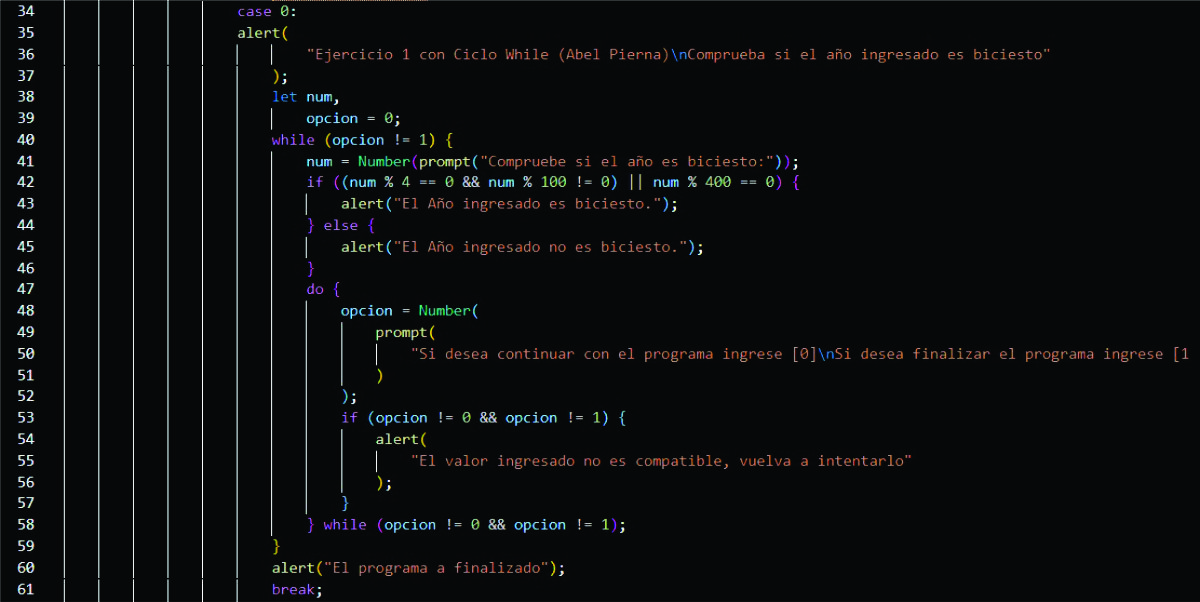 34 case 0:
35 alert(
36 "Ejercicio 1 con Ciclo While (Abel Pierna)\nComprueba si el año ingresado es biciesto"
37 );
38 let num,
39 opcion = 0;
40 while (opcion != 1) {
41 num = Number(prompt("Compruebe si el año es biciesto:"));
42 if ((num % 4 == 0 && num % 100 != 0) || num % 400 == 0) {
43 alert("El Año ingresado es biciesto.");
44 } else {
45 alert("El Año ingresado no es biciesto.");
46 }
47 do {
48 opcion = Number(
49 prompt(
50 "Si desea continuar con el programa ingrese [0]\nSi desea finalizar el programa ingrese [1
51 )
52 );
53 if (opcion != 0 && opcion != 1) {
54 alert(
55 "El valor ingresado no es compatible, vuelva a intentarlo"
56 );
57 }
58 } while (opcion != 0 && opcion != 1);
59 }
60 alert("El programa a finalizado");
61 break;